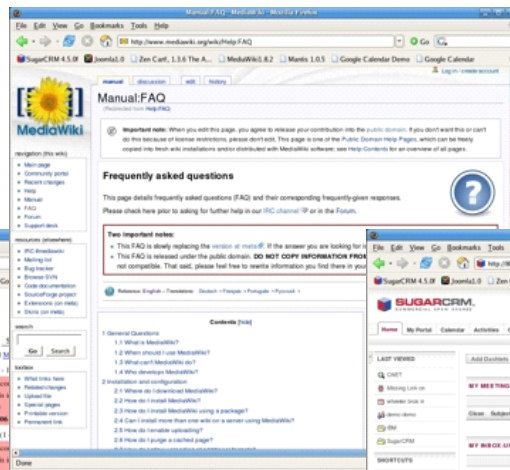 Manual:FAQ - MediaWiki - Mozilla Firefox
File Edit View Go Bookmarks Tools Help
http://www.mediawiki.org/wiki/Help:FAQ
Go
SugarCRM 4.5.0f Joomla1.0 Zen Cart!, 1.3.6 The A... MediaWiki1.8.2 Mantis 1.0.5 Google Calendar Demo Google Calendar
Log in / create account
manual discussion edit history
Manual:FAQ
(Redirected from Help:FAQ)
Important note: When you edit this page, you agree to release your contribution into the public domain. If you don't want this or can't
do this because of license restrictions, please don't edit. This page is one of the Public Domain Help Pages, which can be freely
copied into fresh wiki installations and/or distributed with MediaWiki software; see Help:Contents for an overview of all pages.
Frequently asked questions
This page details frequently asked questions (FAQ) and their corresponding frequently-given responses.
Please check here prior to asking for further help in our IRC channel or in the Forum.
Two important notes:
This FAQ is slowly replacing the version at meta. If the answer you are looking for is
This FAQ is released under the public domain. DO NOT COPY INFORMATION FROM
not compatible. That said, please feel free to rewrite information you find there in your
Reference: English - Translations: Deutsch • Français • Português • Русский •
Contents [hide]
1 General Questions
1.1 What is MediaWiki?
1.2 When should I use MediaWiki?
1.3 What can't MediaWiki do?
1.4 Who develops MediaWiki?
2 Installation and configuration
2.1 Where do I download MediaWiki?
2.2 How do I install MediaWiki?
2.3 How do I install MediaWiki using a package?
2.4 Can I install more than one wiki on a server using MediaWiki?
2.5 How do I enable uploading?
2.6 How do I purge a cached page?
MediaWiki
navigation (this wiki)
Main page
Community portal
Recent changes
Help
Manual
FAQ
Forum
Support desk
resources (elsewhere)
Mailing list
Bug tracker
Browse SVN
Code documentation
SourceForge project
Extensions (on meta)
Skins (on meta)
search
Go Search
toolbox
What links here
Related changes
Upload file
Special pages
Printable version
Permanent link
Done
File Edit View Go Bookmarks Tools
SugarCRM 4.5.0f Joomla1.0 Zen
SUGARCRM.
COMMERCIAL OPEN SOURCE
Home My Portal Calendar Activities
LAST VIEWED
CNET
Missing Link on
demo demo
IBM
SugarCRM
SHORTCUTS
Add Dashlets
MY MEETING
Close Subject
MY INBOX